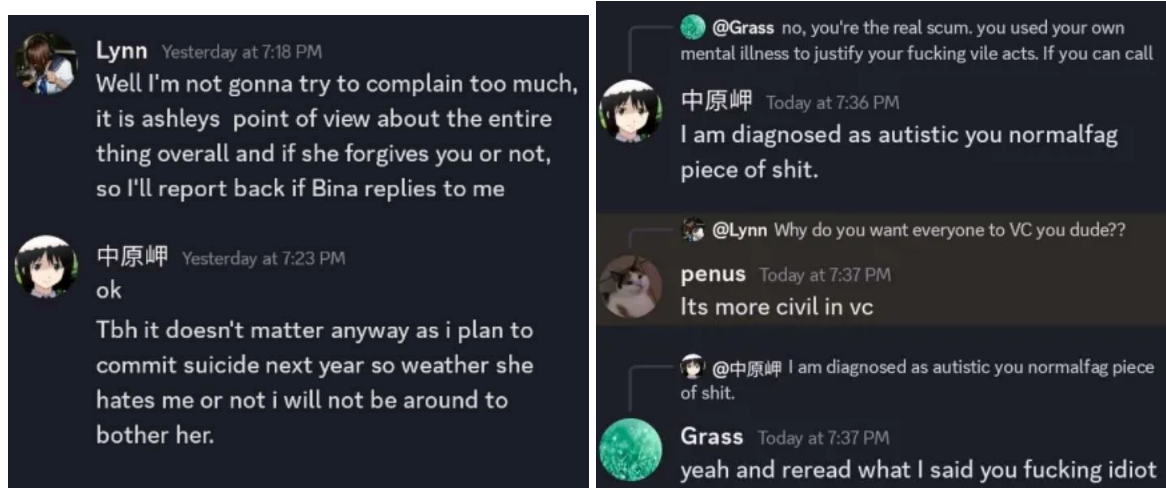 Lynn Yesterday at 7:18 PM
Well I'm not gonna try to complain too much,
it is ashleys point of view about the entire
thing overall and if she forgives you or not,
so I'll report back if Bina replies to me
中原岬 Yesterday at 7:23 PM
ok
Tbh it doesn't matter anyway as i plan to
commit suicide next year so weather she
hates me or not i will not be around to
bother her.
@Grass no, you're the real scum. you used your own
mental illness to justify your fucking vile acts. If you can call
中原岬 Today at 7:36 PM
I am diagnosed as autistic you normalfag
piece of shit.
@Lynn Why do you want everyone to VC you dude??
penus Today at 7:37 PM
Its more civil in vc
@中原岬 I am diagnosed as autistic you normalfag piece
of shit.
Grass Today at 7:37 PM
yeah and reread what I said you fucking idiot